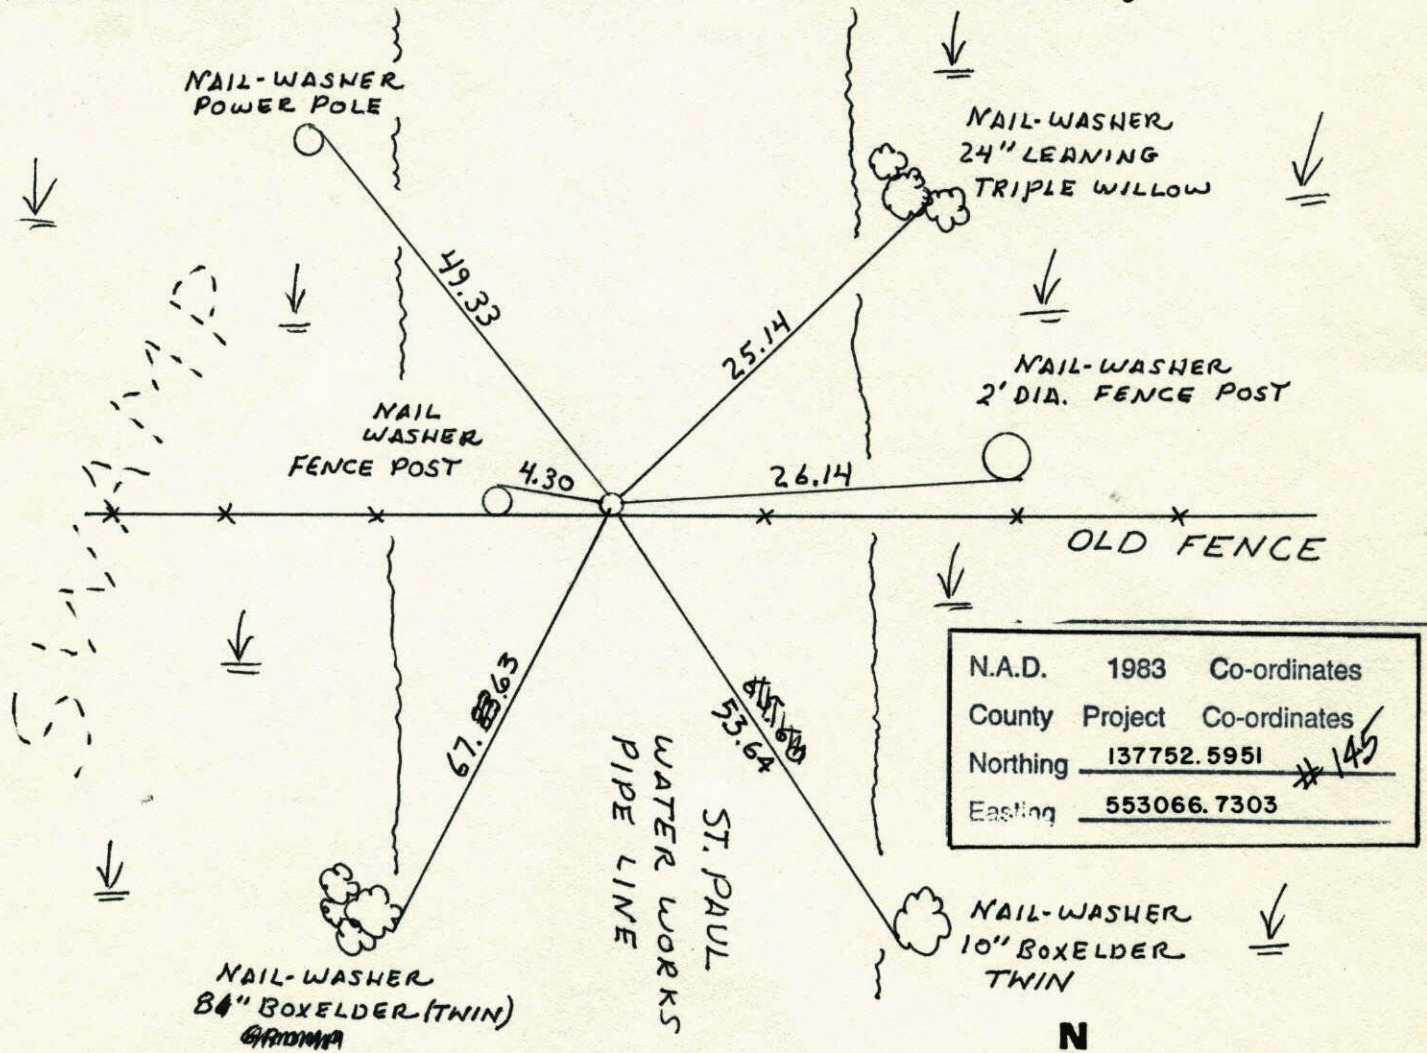 NAIL-WASHER
POWER POLE
NAIL-WASHER
24" LEANING
TRIPLE WILLOW
49.33
25.14
NAIL-WASHER
2' DIA. FENCE POST
NAIL
WASHER
FENCE POST
4.30
26.14
OLD FENCE
67. .63
53.64
ST. PAUL
WATER WORKS
PIPE LINE
N.A.D. 1983 Co-ordinates
County Project Co-ordinates
Northing 137752.5951
# 145
Easting 553066.7303
NAIL-WASHER
BOXELDER (TWIN)
NAIL-WASHER
10" BOXELDER
TWIN
N